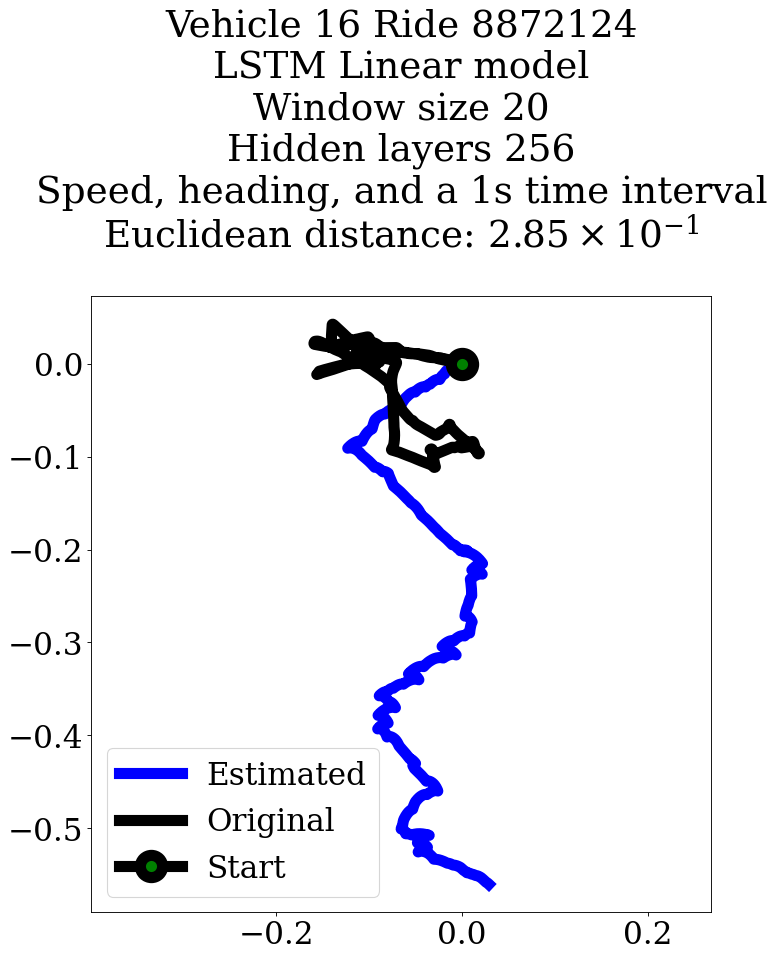 Vehicle 16 Ride 8872124
LSTM Linear model
Window size 20
Hidden layers 256
Speed, heading, and a 1s time interval
Euclidean distance: 2.85 × 10⁻¹
0.0
−0.1
−0.2
−0.3
−0.4
−0.5
Estimated
Original
Start
−0.2 0.0 0.2